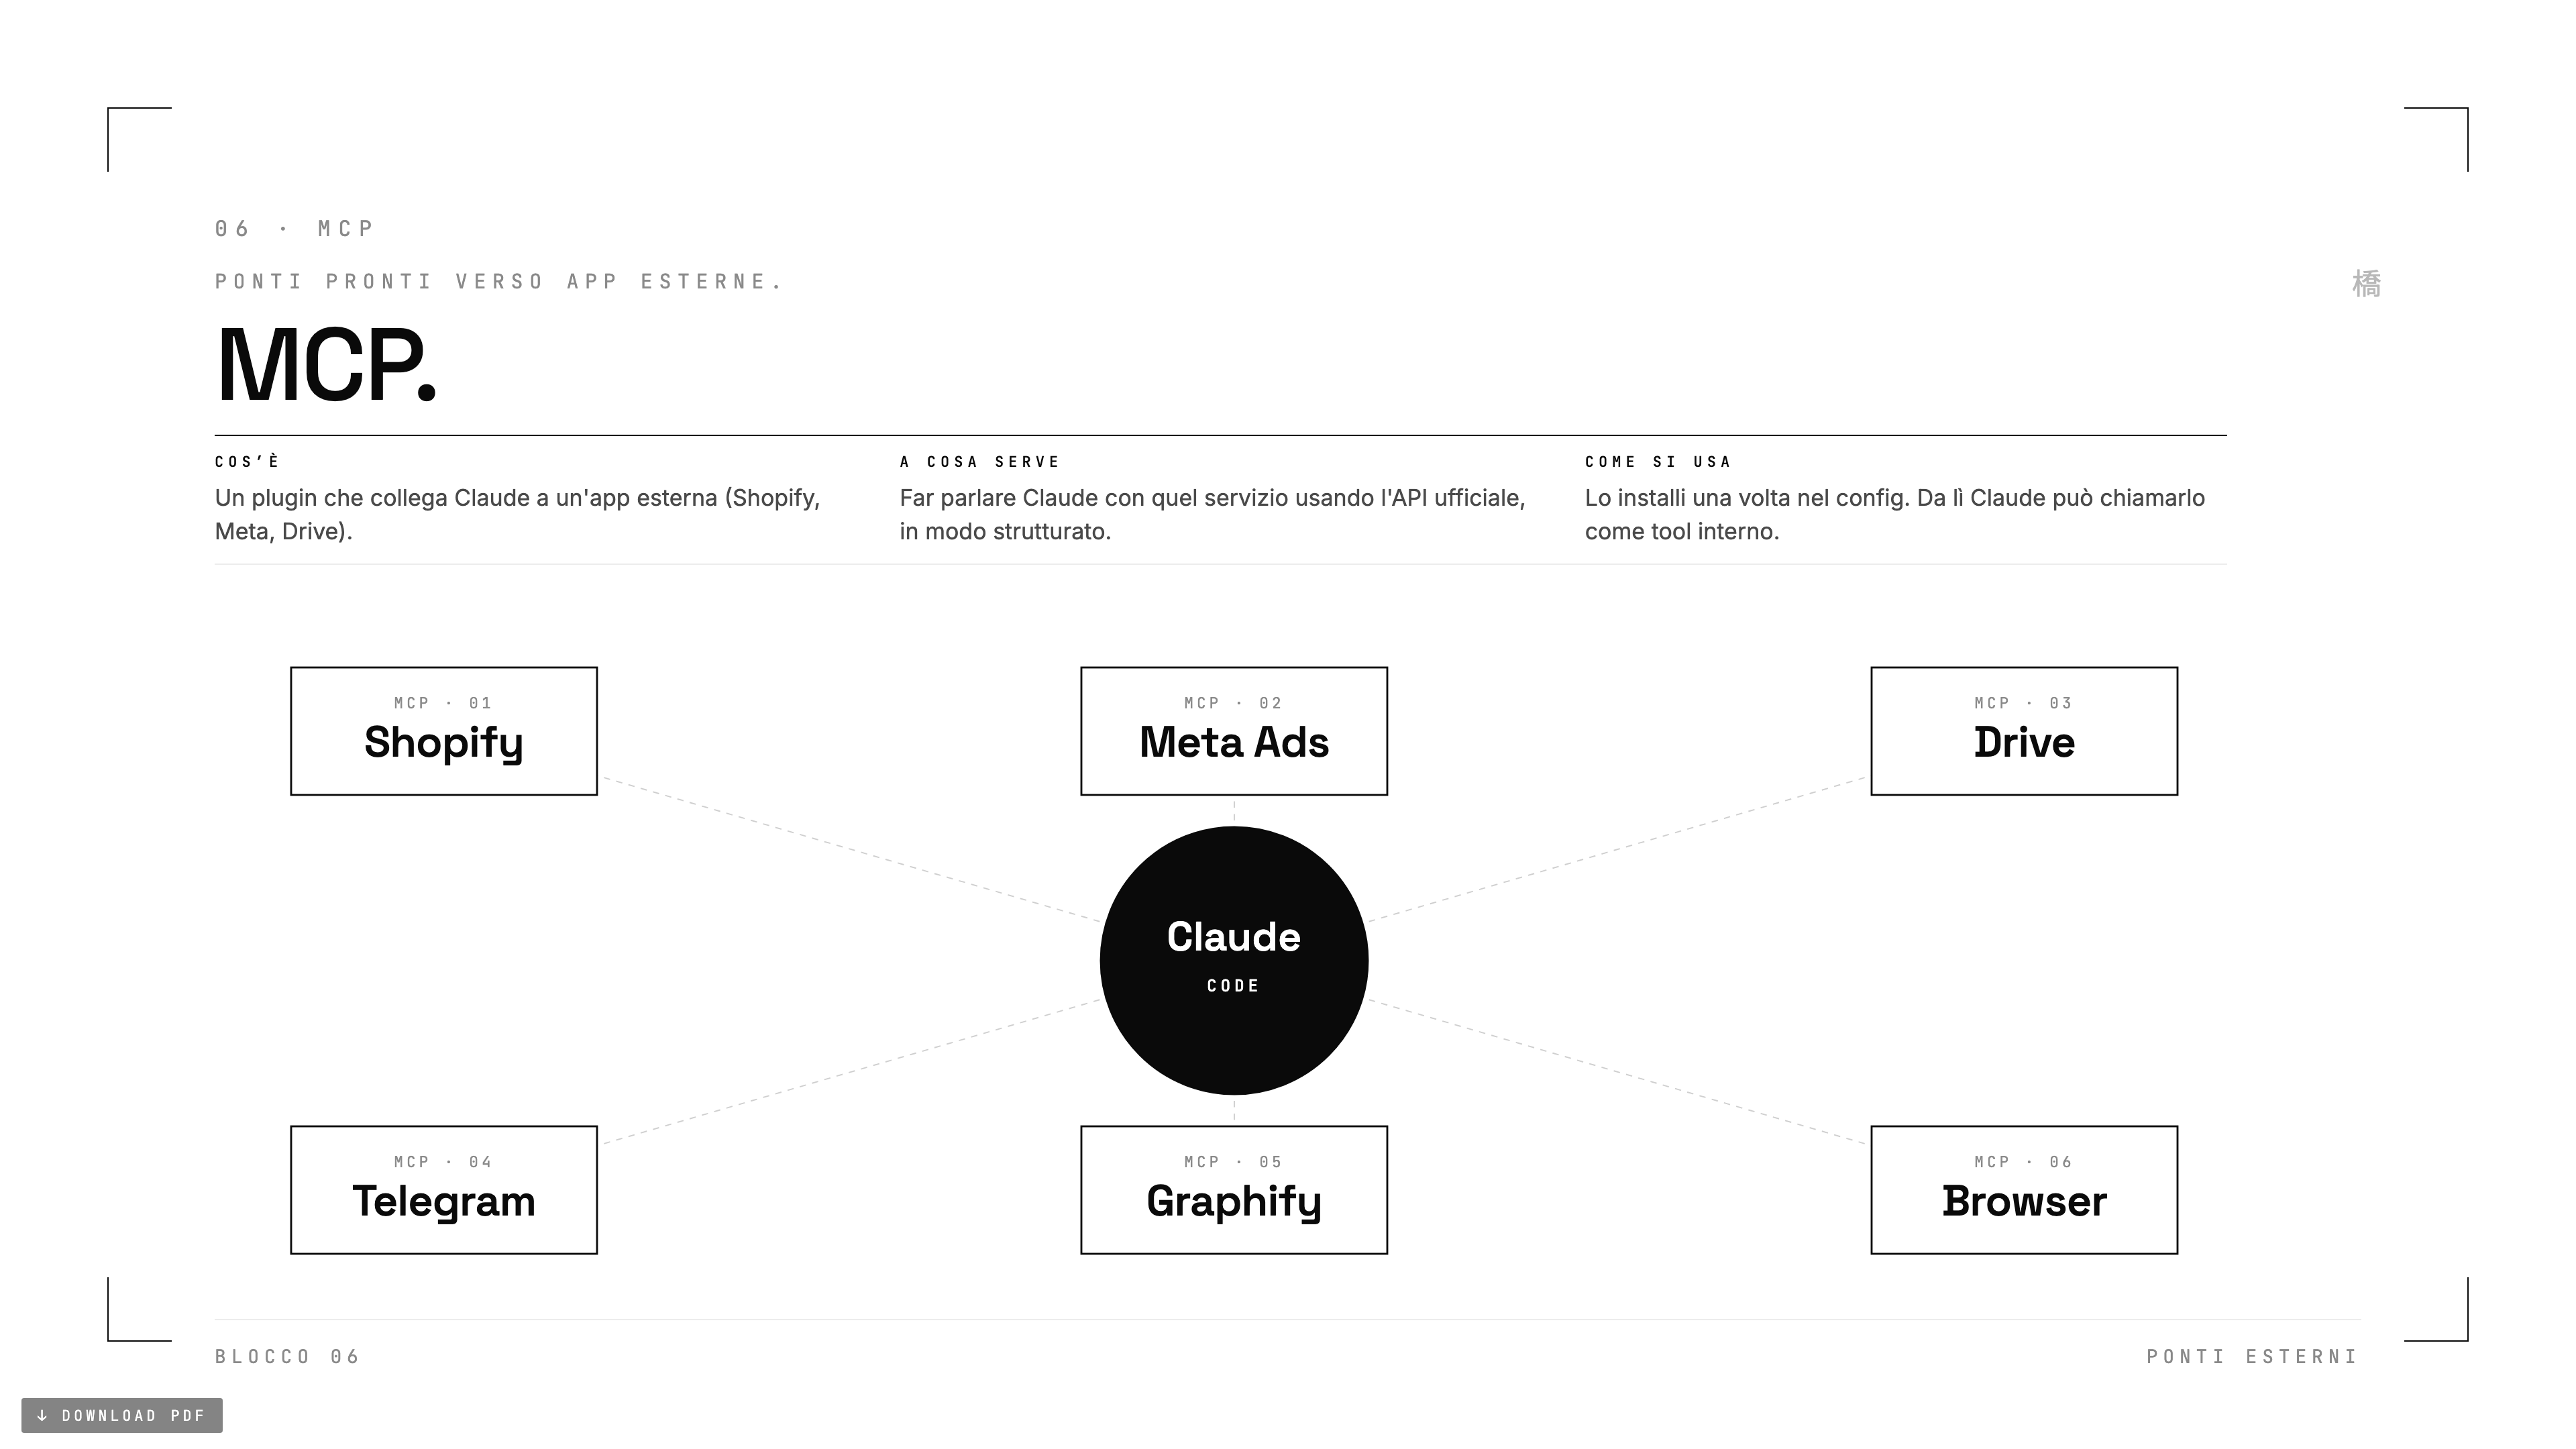 06 · MCP
PONTI PRONTI VERSO APP ESTERNE.
橋
MCP.
COS'È
Un plugin che collega Claude a un'app esterna (Shopify,
Meta, Drive).
A COSA SERVE
Far parlare Claude con quel servizio usando l'API ufficiale,
in modo strutturato.
COME SI USA
Lo installi una volta nel config. Da lì Claude può chiamarlo
come tool interno.
MCP · 01
Shopify
MCP · 02
Meta Ads
MCP · 03
Drive
Claude
CODE
MCP · 04
Telegram
MCP · 05
Graphify
MCP · 06
Browser
BLOCCO 06
PONTI ESTERNI
↓ DOWNLOAD PDF